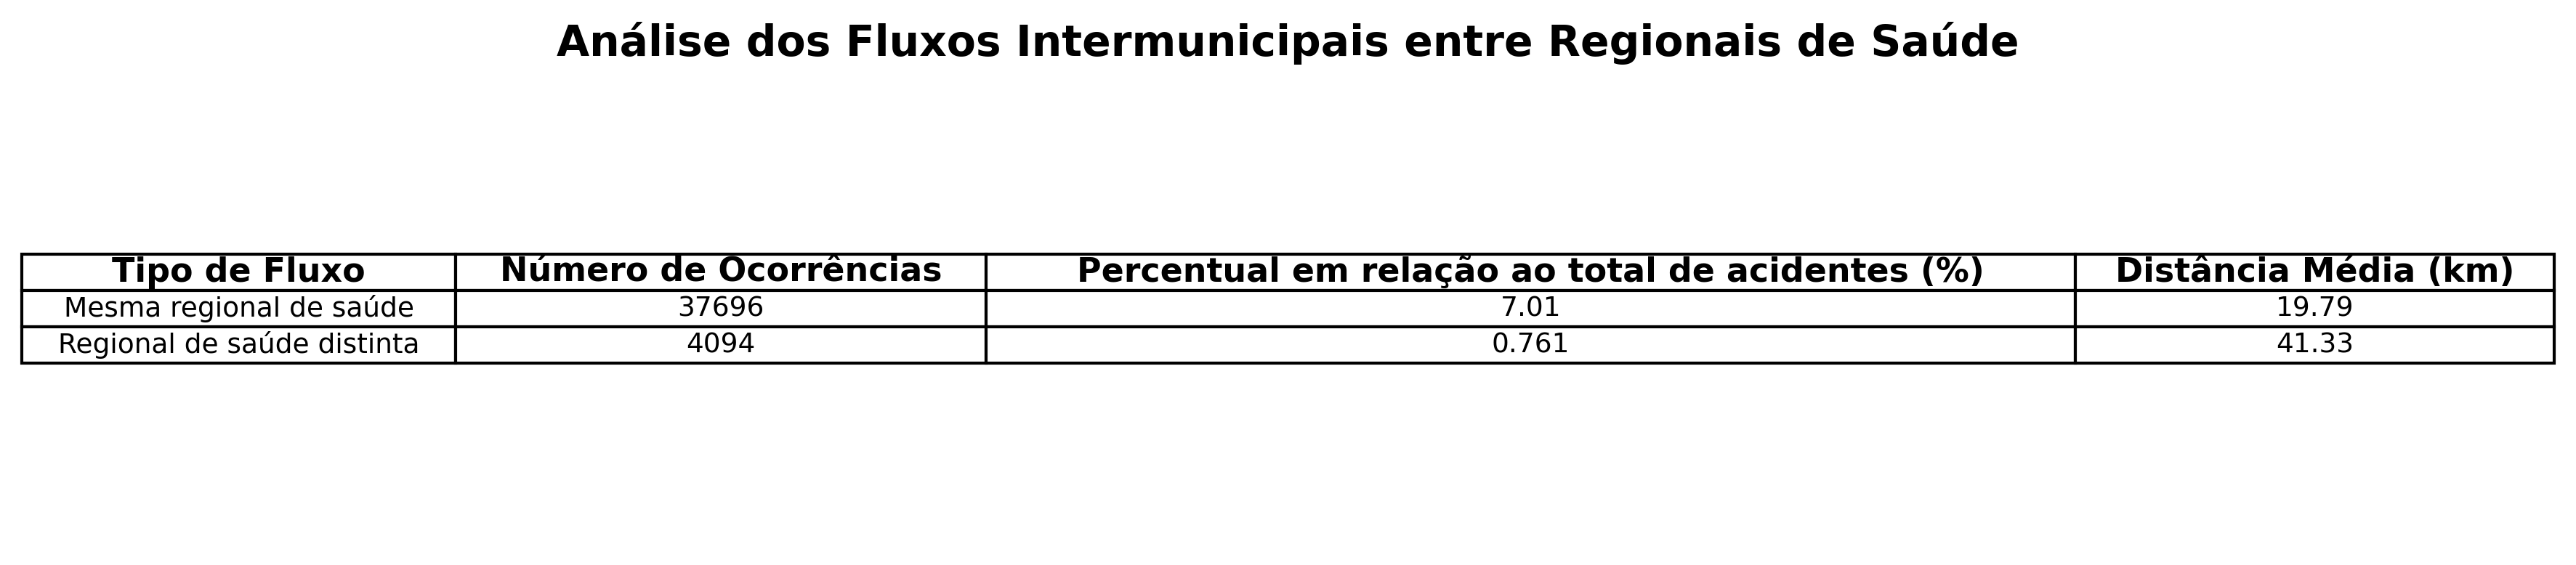 Análise dos Fluxos Intermunicipais entre Regionais de Saúde
Tipo de Fluxo Número de Ocorrências Percentual em relação ao total de acidentes (%) Distância Média (km)
Mesma regional de saúde 37696 7.01 19.79
Regional de saúde distinta 4094 0.761 41.33